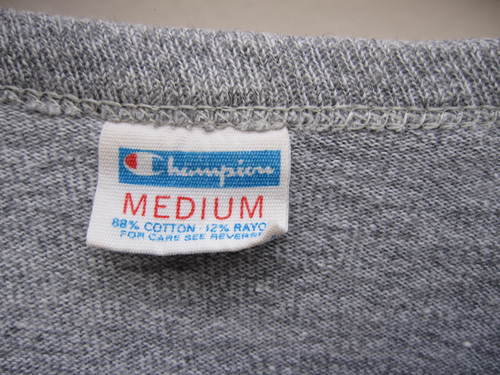 Champion
MEDIUM
88% COTTON 12% RAYO
FOR CARE SEE REVERSE